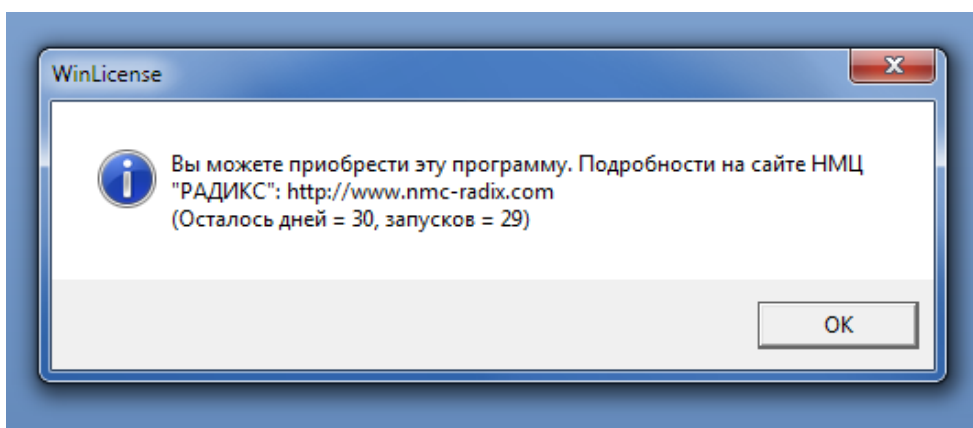 WinLicense
Вы можете приобрести эту программу. Подробности на сайте НМЦ
"РАДИКС": http://www.nmc-radix.com
(Осталось дней = 30, запусков = 29)
OK